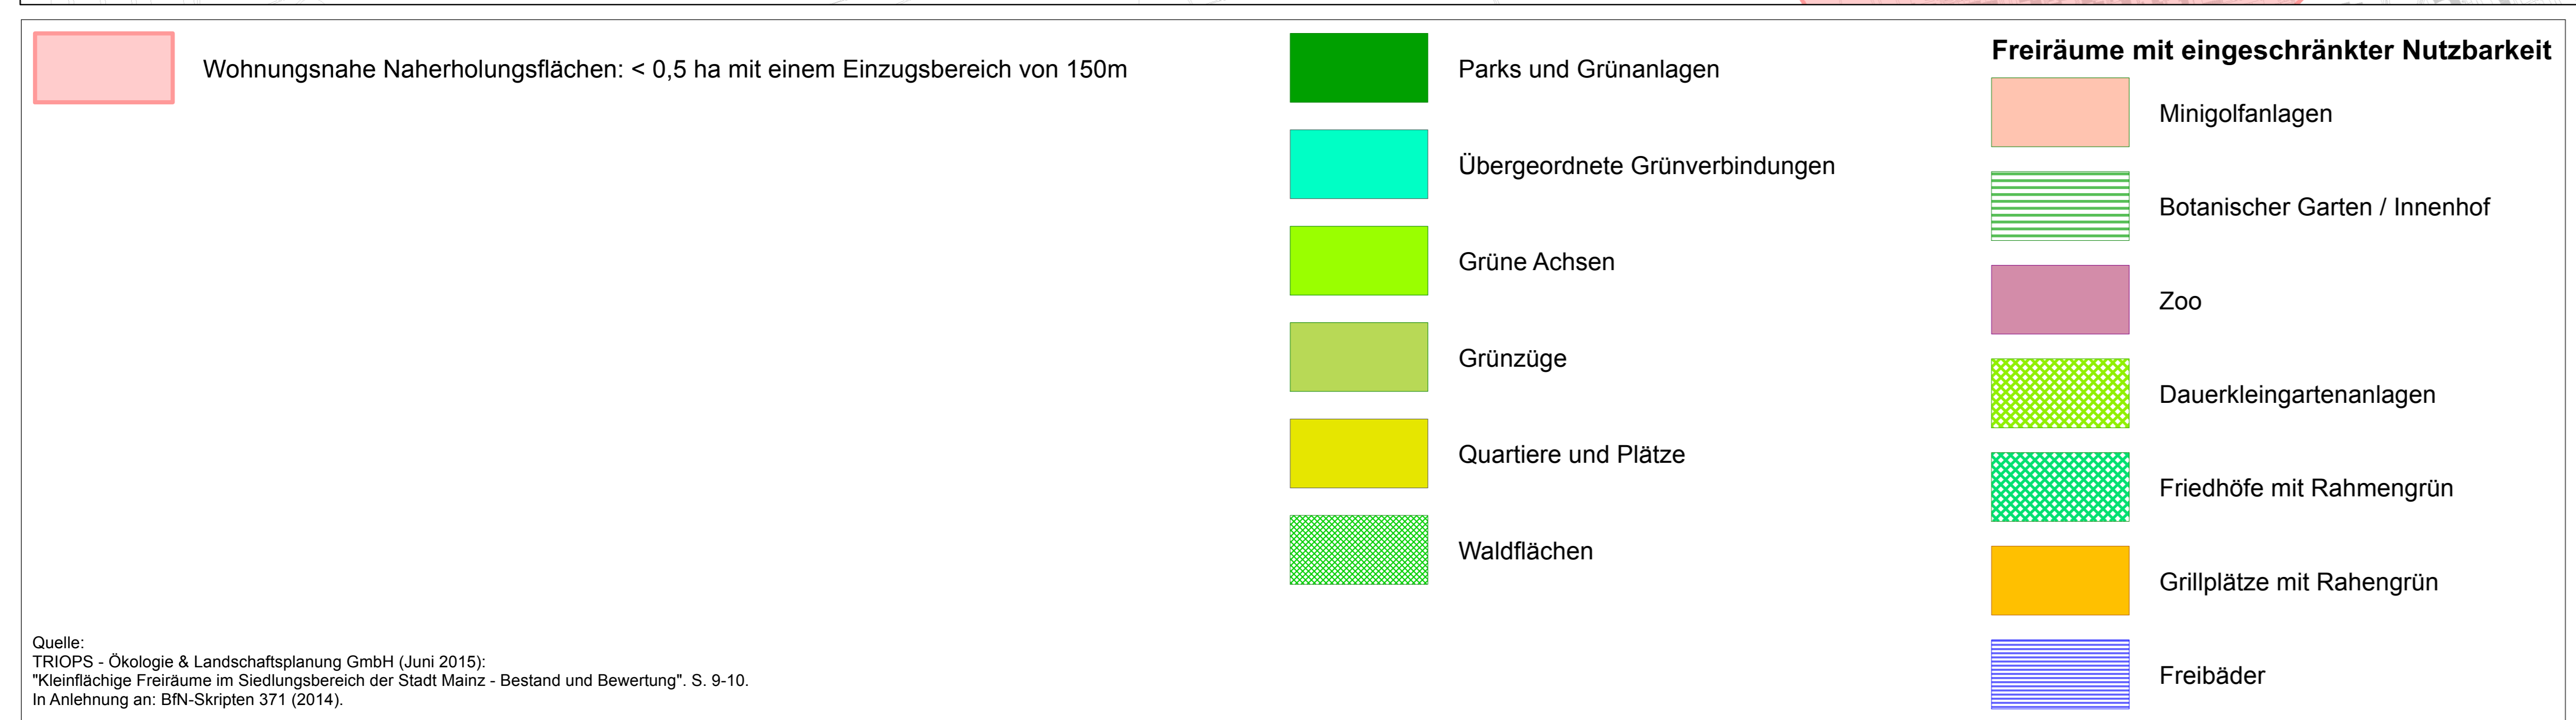 Wohnungsnahe Naherholungsflächen: < 0,5 ha mit einem Einzugsbereich von 150m
Parks und Grünanlagen
Übergeordnete Grünverbindungen
Grüne Achsen
Grünzüge
Quartiere und Plätze
Waldflächen
Freiräume mit eingeschränkter Nutzbarkeit
Minigolfanlagen
Botanischer Garten / Innenhof
Zoo
Dauerkleingartenanlagen
Friedhöfe mit Rahmengrün
Grillplätze mit Rahengrün
Freibäder
Quelle:
TRIOPS - Ökologie & Landschaftsplanung GmbH (Juni 2015):
"Kleinflächige Freiräume im Siedlungsbereich der Stadt Mainz - Bestand und Bewertung". S. 9-10.
In Anlehnung an: BfN-Skripten 371 (2014).